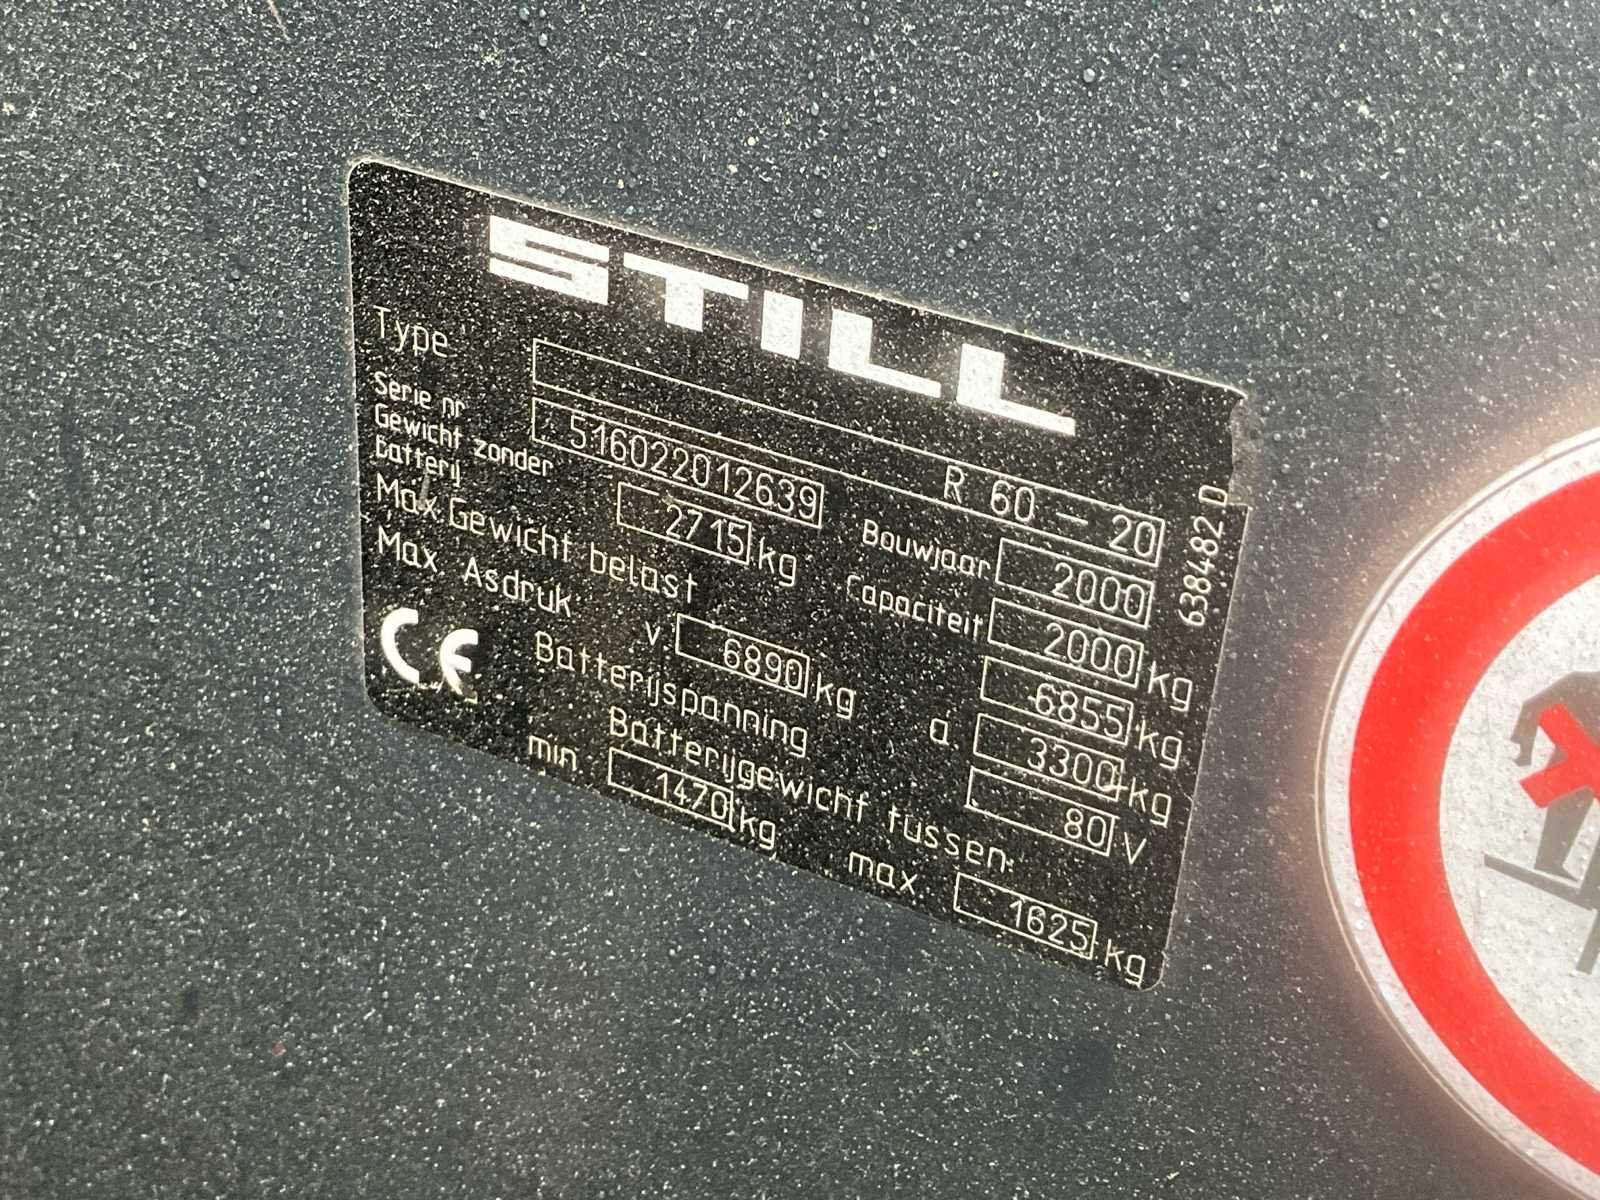 STILL
Type R 60 - 20
Serie nr 516022012639 Bouwjaar 2000
Gewicht zonder
Batterij 2715 kg Capaciteit 2000 kg
Max. Gewicht belast 6855 kg
Max Asdruk v. 6890 kg a. 3300 kg
Batterijspanning 80 V
Batterijgewicht tussen:
min. 1470 kg max. 1625 kg
CE
638482 D